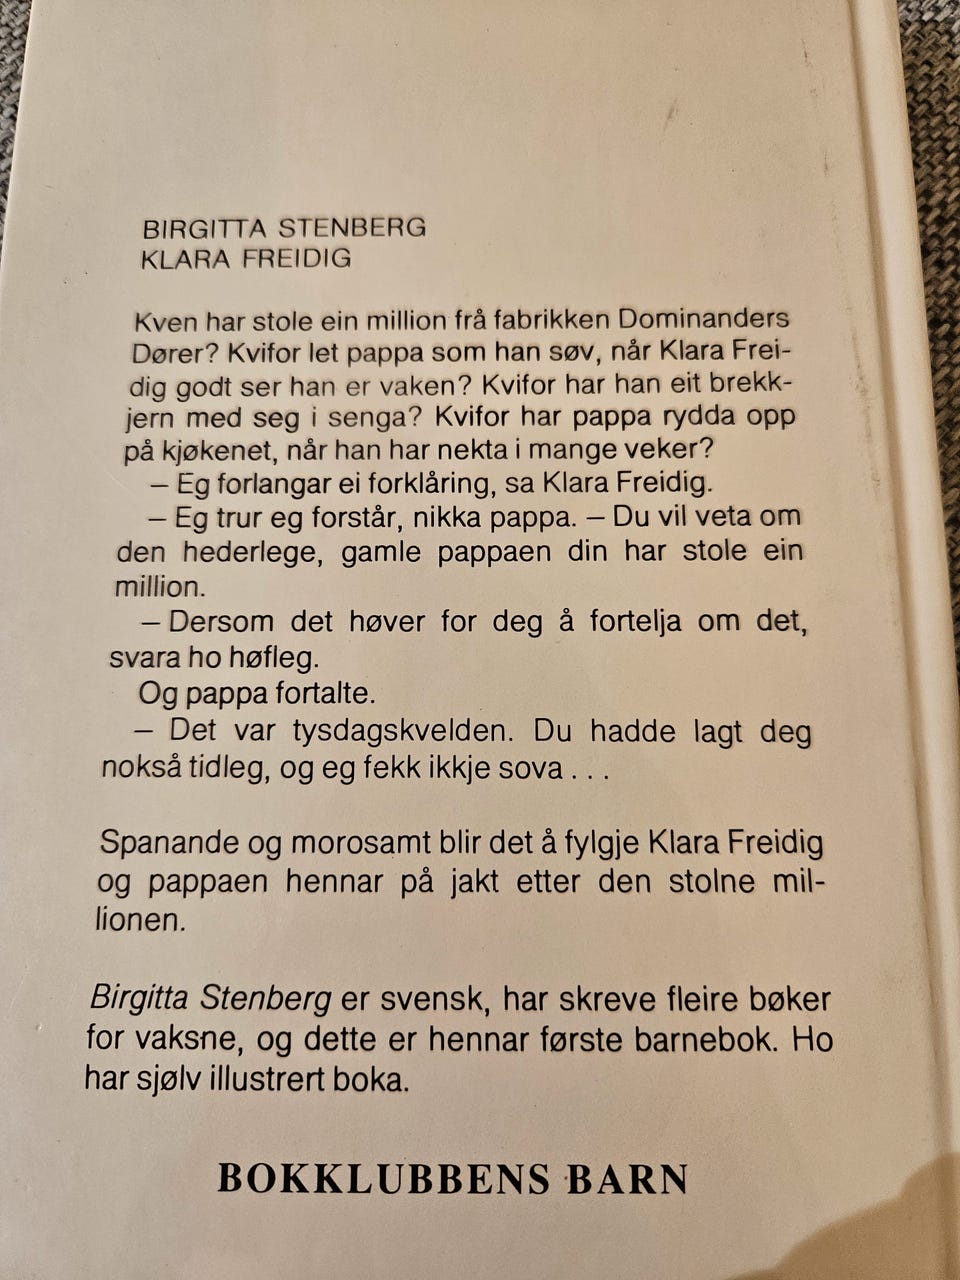 BIRGITTA STENBERG
KLARA FREIDIG
Kven har stole ein million frå fabrikken Dominanders
Dører? Kvifor let pappa som han søv, når Klara Frei-
dig godt ser han er vaken? Kvifor har han eit brekk-
jern med seg i senga? Kvifor har pappa rydda opp
på kjøkenet, når han har nekta i mange veker?
– Eg forlangar ei forklåring, sa Klara Freidig.
– Eg trur eg forstår, nikka pappa. – Du vil veta om
den hederlege, gamle pappaen din har stole ein
million.
– Dersom det høver for deg å fortelja om det,
svara ho høfleg.
Og pappa fortalte.
– Det var tysdagskvelden. Du hadde lagt deg
nokså tidleg, og eg fekk ikkje sova . . .
Spanande og morosamt blir det å fylgje Klara Freidig
og pappaen hennar på jakt etter den stolne mil-
lionen.
Birgitta Stenberg er svensk, har skreve fleire bøker
for vaksne, og dette er hennar første barnebok. Ho
har sjølv illustrert boka.
BOKKLUBBENS BARN